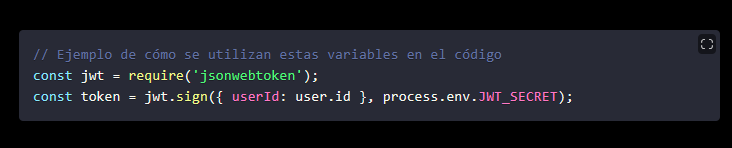 // Ejemplo de cómo se utilizan estas variables en el código
const jwt = require('jsonwebtoken');
const token = jwt.sign({ userId: user.id }, process.env.JWT_SECRET);